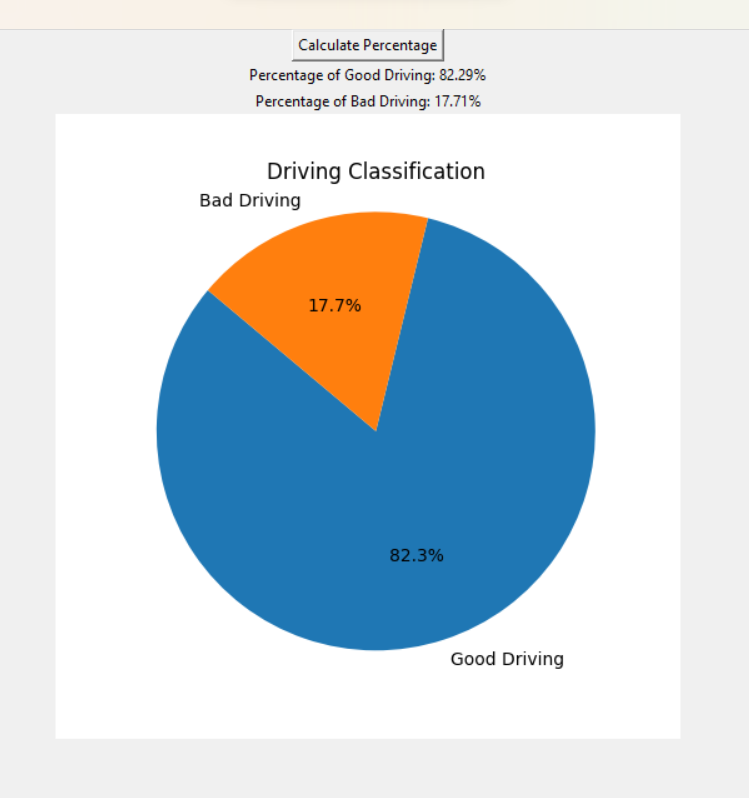 Calculate Percentage
Percentage of Good Driving: 82.29%
Percentage of Bad Driving: 17.71%
Driving Classification
Bad Driving
17.7%
82.3%
Good Driving